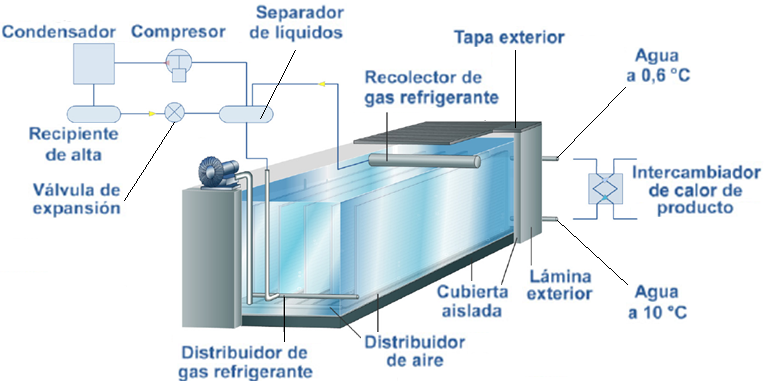 Condensador
Compresor
Separador
de líquidos
Tapa exterior
Agua
a 0,6 °C
Recolector de
gas refrigerante
Recipiente
de alta
Válvula de
expansión
Intercambiador
de calor de
producto
Cubierta
aislada
Lámina
exterior
Agua
a 10 °C
Distribuidor de
gas refrigerante
Distribuidor
de aire